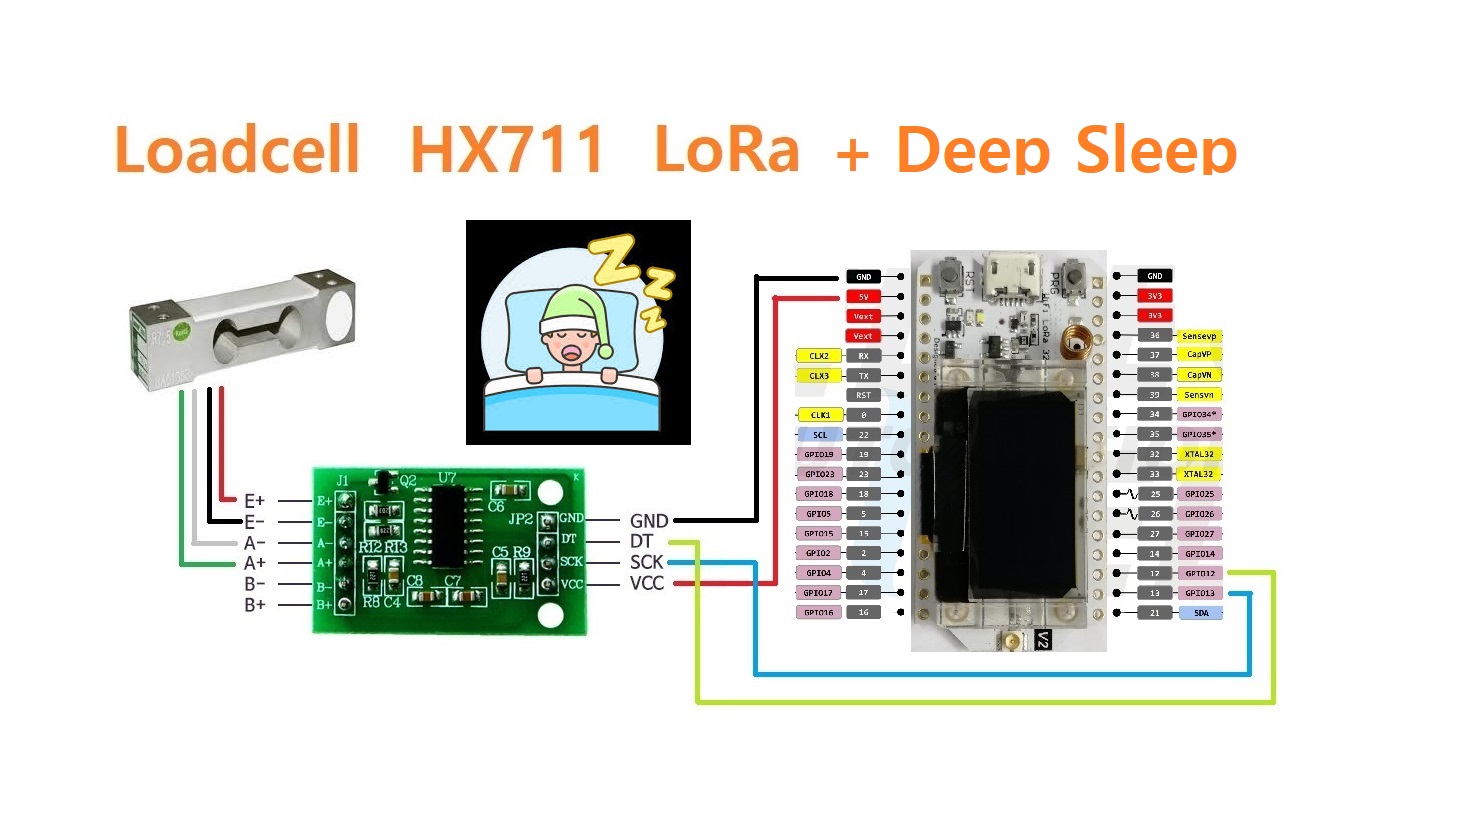 Loadcell HX711 LoRa + Deep Sleep
E+
E-
A-
A+
B-
B+
J1
E+
E-
A-
A+
B-
B+
Q2
U7
K
C6
JP2
GND
DT
SCK
VCC
R12 R13
C5 R9
C8
C7
R8 C4
GND
DT
SCK
VCC
GND
5V
Vext
Vext
CLX2 RX
CLX3 TX
RST
CLK1 0
SCL 22
GPIO19 19
GPIO23 23
GPIO18 18
GPIO5 5
GPIO15 15
GPIO2 2
GPIO4 4
GPIO17 17
GPIO16 16
RST
PRG
V2
GND
3V3
3V3
36 Sensevp
37 CapVP
38 CapVN
39 Sensvn
34 GPIO34*
35 GPIO35*
32 XTAL32
33 XTAL32
25 GPIO25
26 GPIO26
27 GPIO27
14 GPIO14
12 GPIO12
13 GPIO13
21 SDA